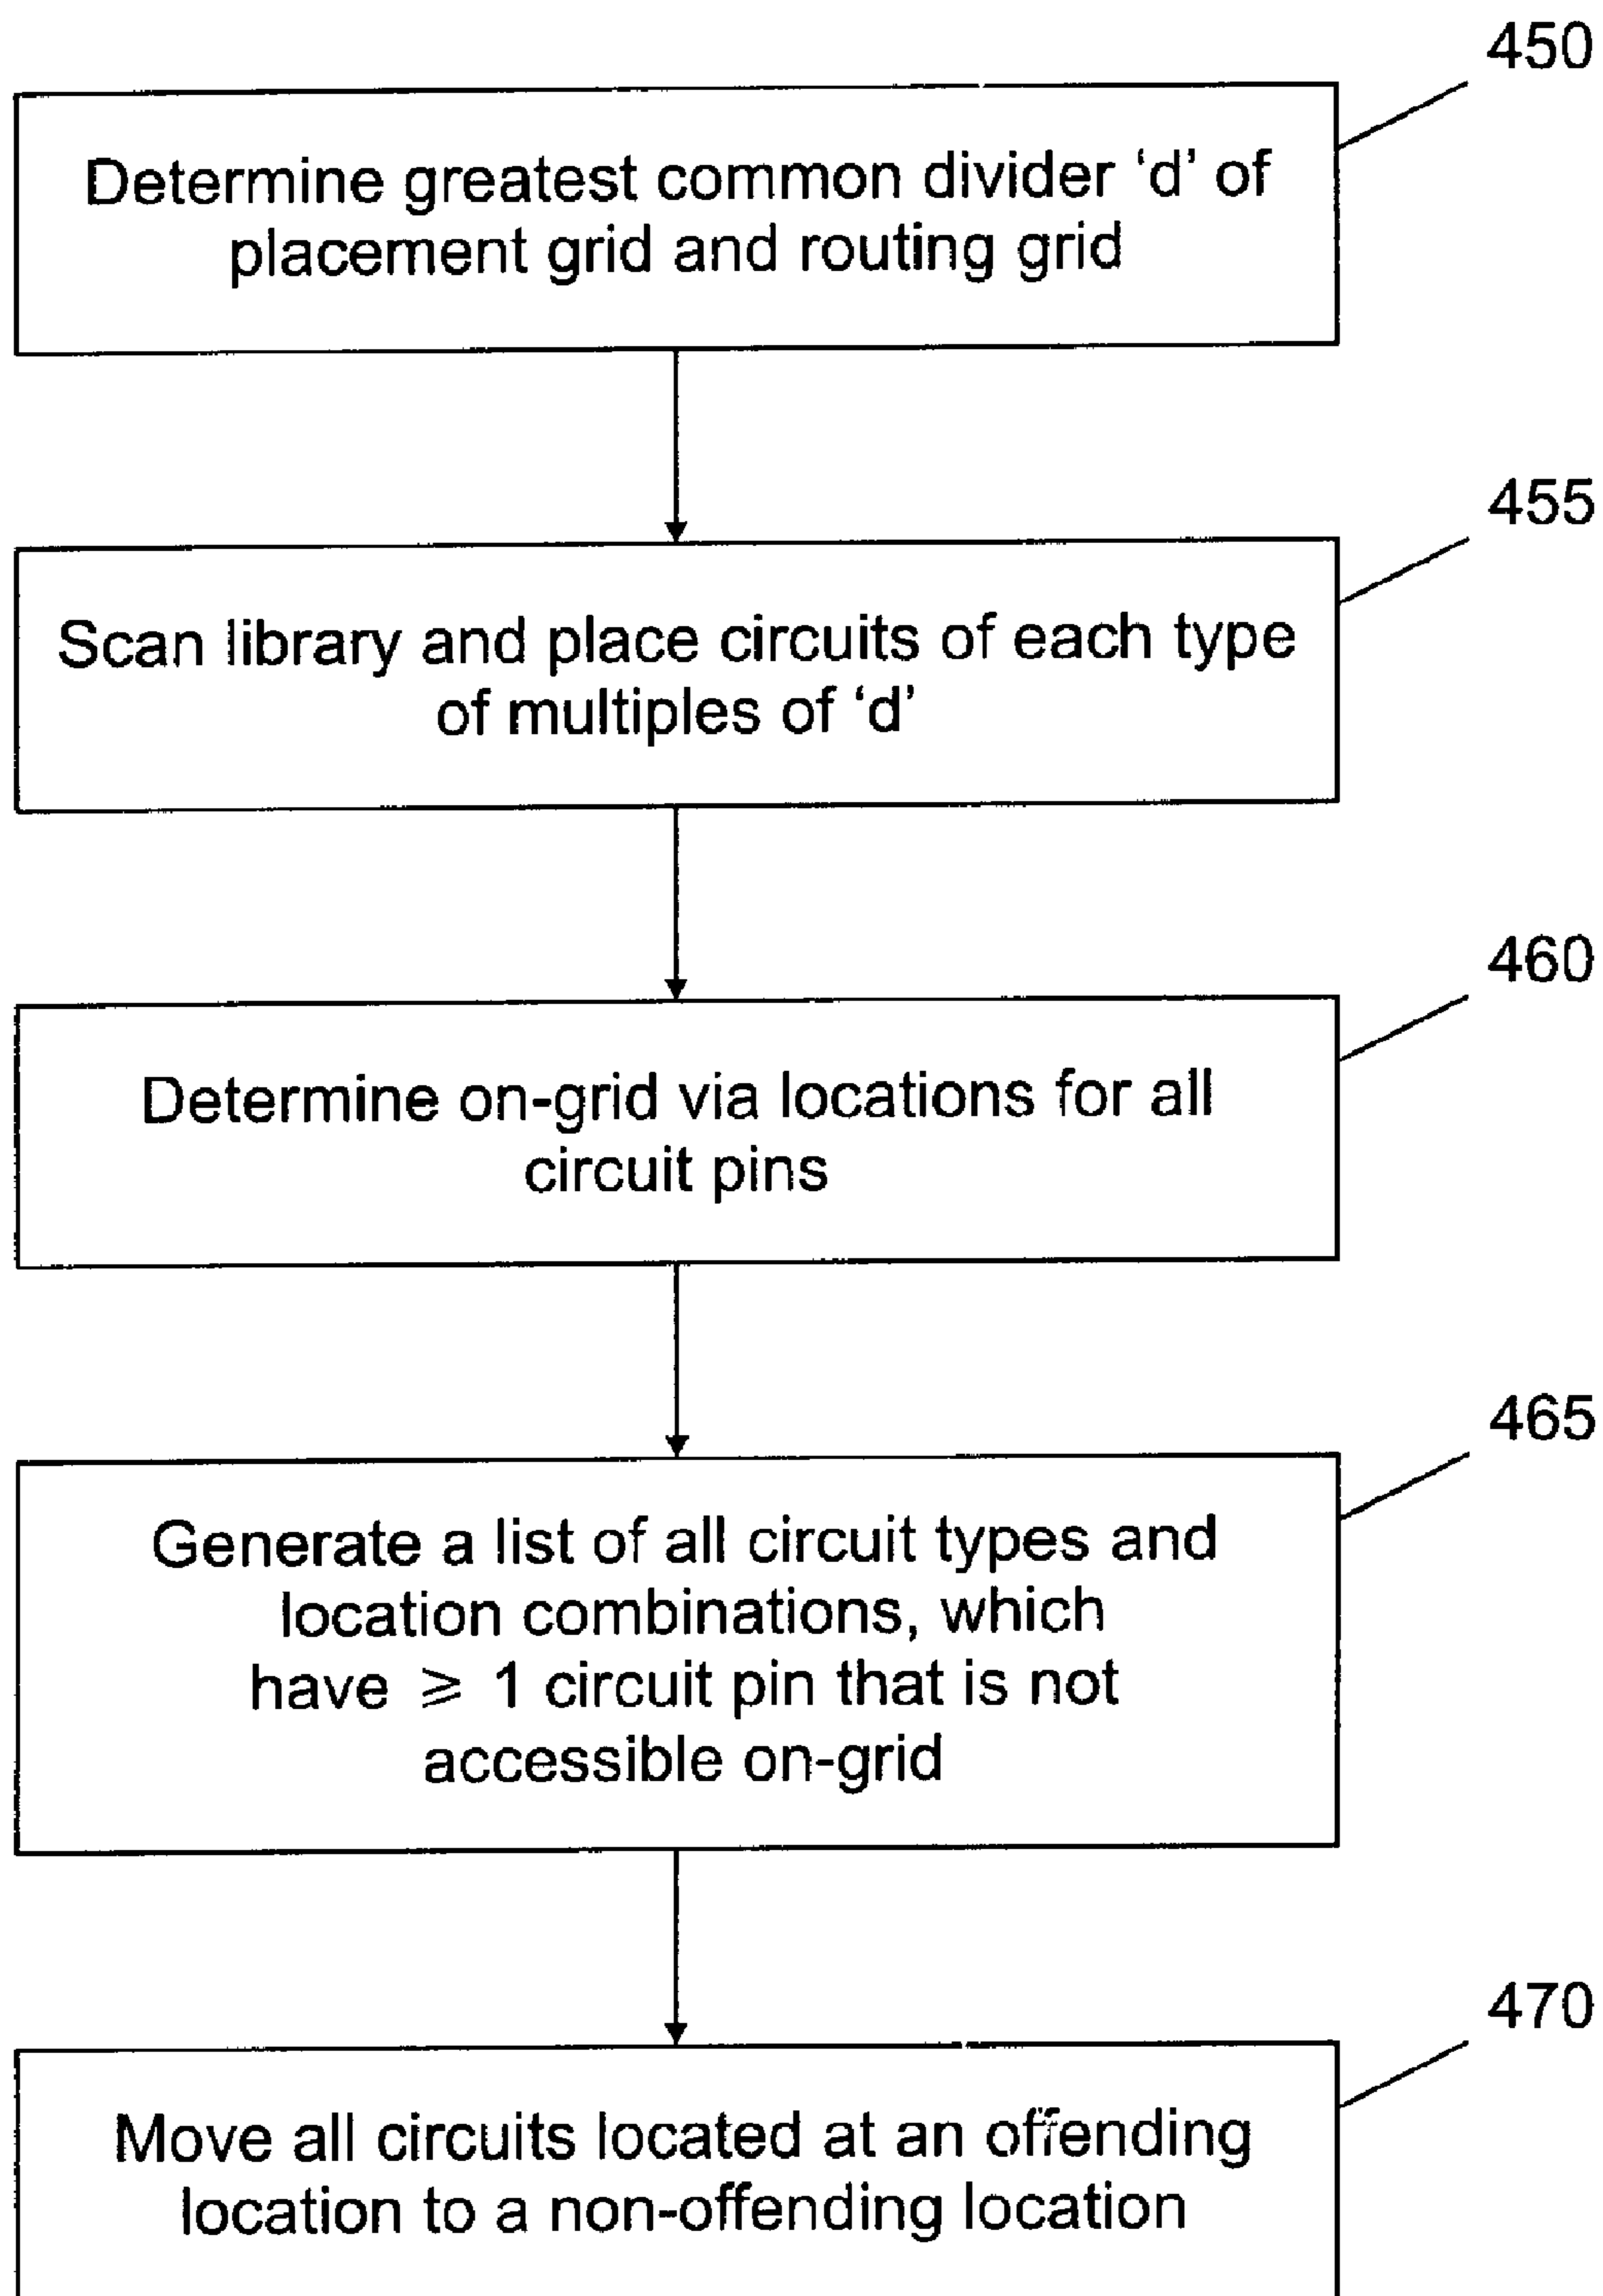 450
Determine greatest common divider ‘d’ of
placement grid and routing grid
455
Scan library and place circuits of each type
of multiples of ‘d’
460
Determine on-grid via locations for all
circuit pins
465
Generate a list of all circuit types and
location combinations, which
have ⩾ 1 circuit pin that is not
accessible on-grid
470
Move all circuits located at an offending
location to a non-offending location